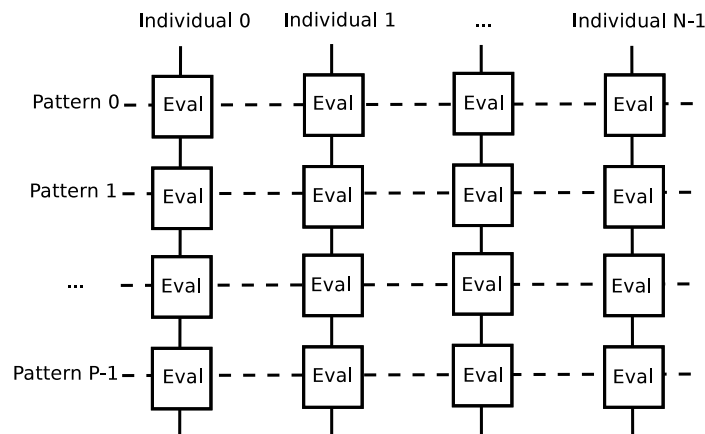 Individual 0 Individual 1 ... Individual N-1
Pattern 0 Eval Eval Eval Eval
Pattern 1 Eval Eval Eval Eval
... Eval Eval Eval Eval
Pattern P-1 Eval Eval Eval Eval